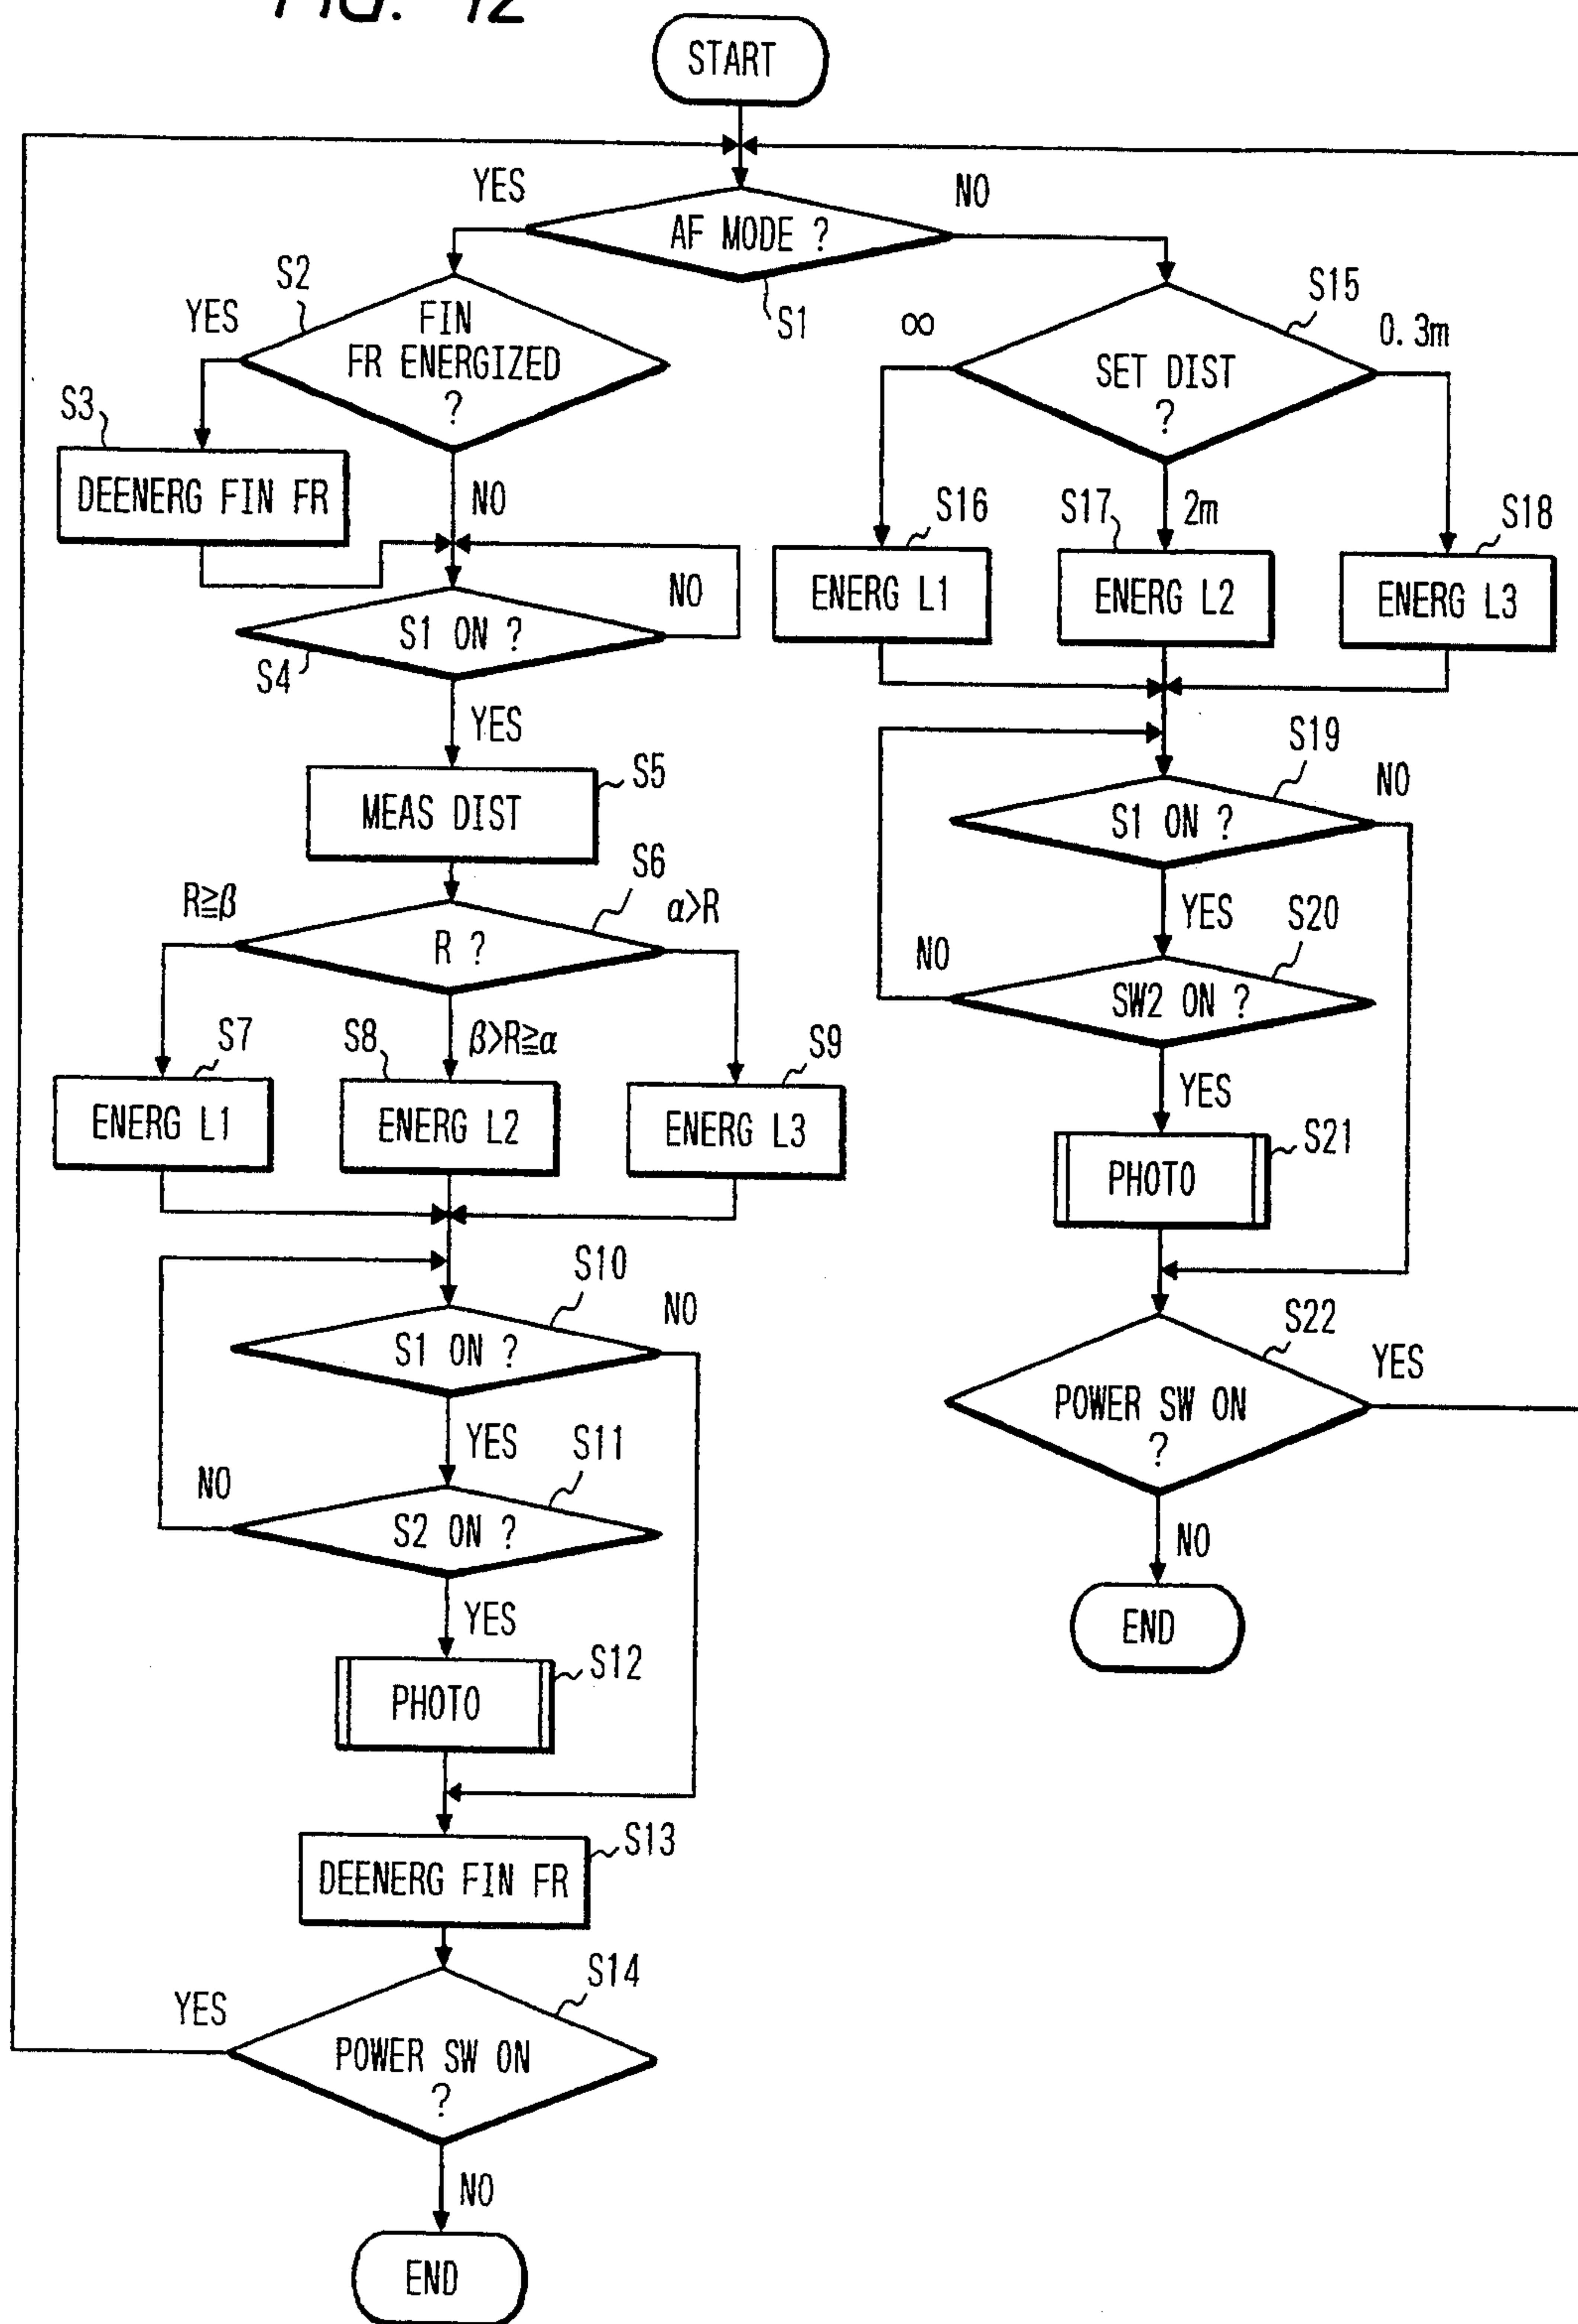 FIG. 42
START
YES
NO
AF MODE ?
S1
S2
YES
FIN
FR ENERGIZED
?
S15
∞
0.3m
SET DIST
?
S3
DEENERG FIN FR
NO
S16
S17
2m
S18
ENERG L1
ENERG L2
ENERG L3
S1 ON ?
NO
S4
YES
S19
NO
S1 ON ?
S5
MEAS DIST
S6
R≧β
α>R
R ?
YES
S20
NO
SW2 ON ?
S7
S8
β>R≧α
S9
ENERG L1
ENERG L2
ENERG L3
YES
S21
PHOTO
S10
NO
S1 ON ?
S22
YES
POWER SW ON
?
YES
S11
NO
S2 ON ?
NO
END
YES
S12
PHOTO
S13
DEENERG FIN FR
S14
YES
POWER SW ON
?
NO
END